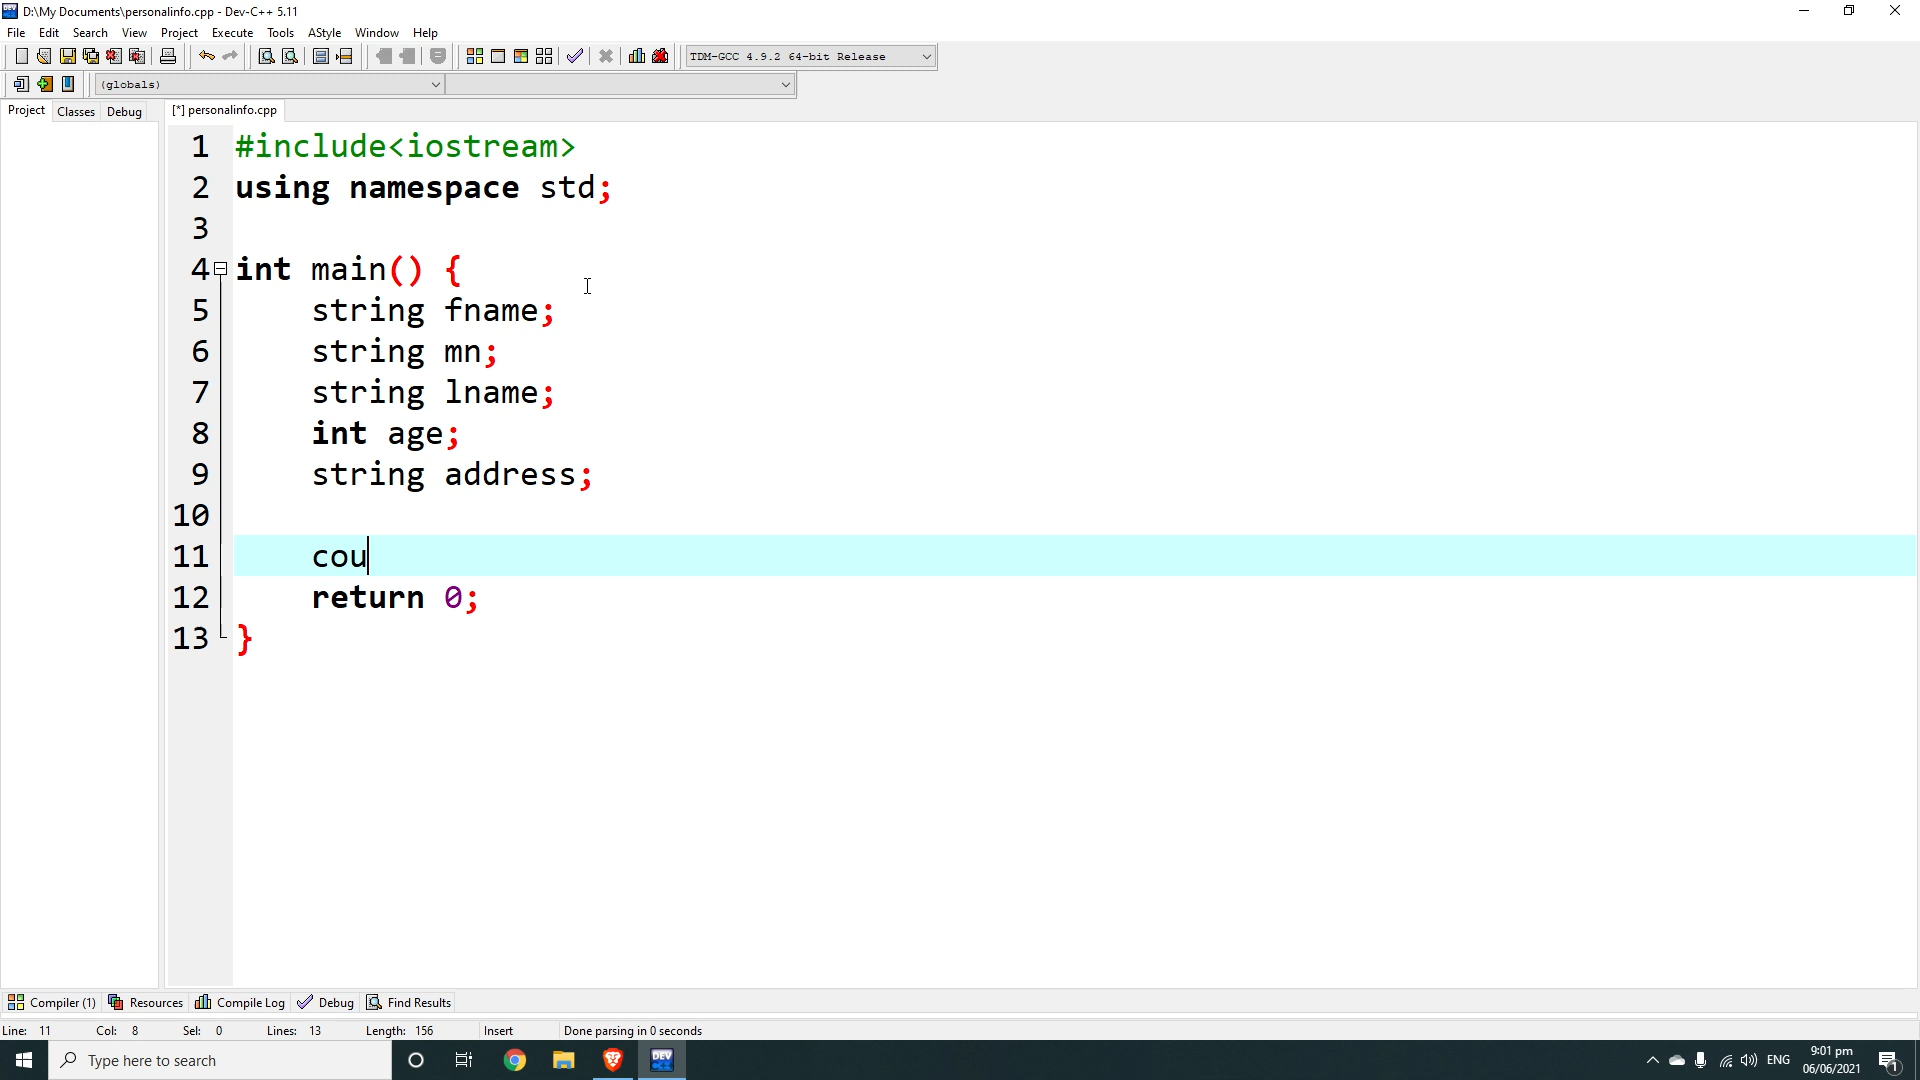 D:\My Documents\personalinfo.cpp - Dev-C++ 5.11
File Edit Search View Project Execute Tools AStyle Window Help
TDM-GCC 4.9.2 64-bit Release
(globals)
Project Classes Debug [*] personalinfo.cpp
1 #include<iostream>
2 using namespace std;
3
4 int main() {
5 string fname;
6 string mn;
7 string lname;
8 int age;
9 string address;
10
11 cou
12 return 0;
13 }
Compiler (1) Resources Compile Log Debug Find Results
Line: 11 Col: 8 Sel: 0 Lines: 13 Length: 156 Insert Done parsing in 0 seconds
Type here to search DEV ENG 9:01 pm
06/06/2021 1